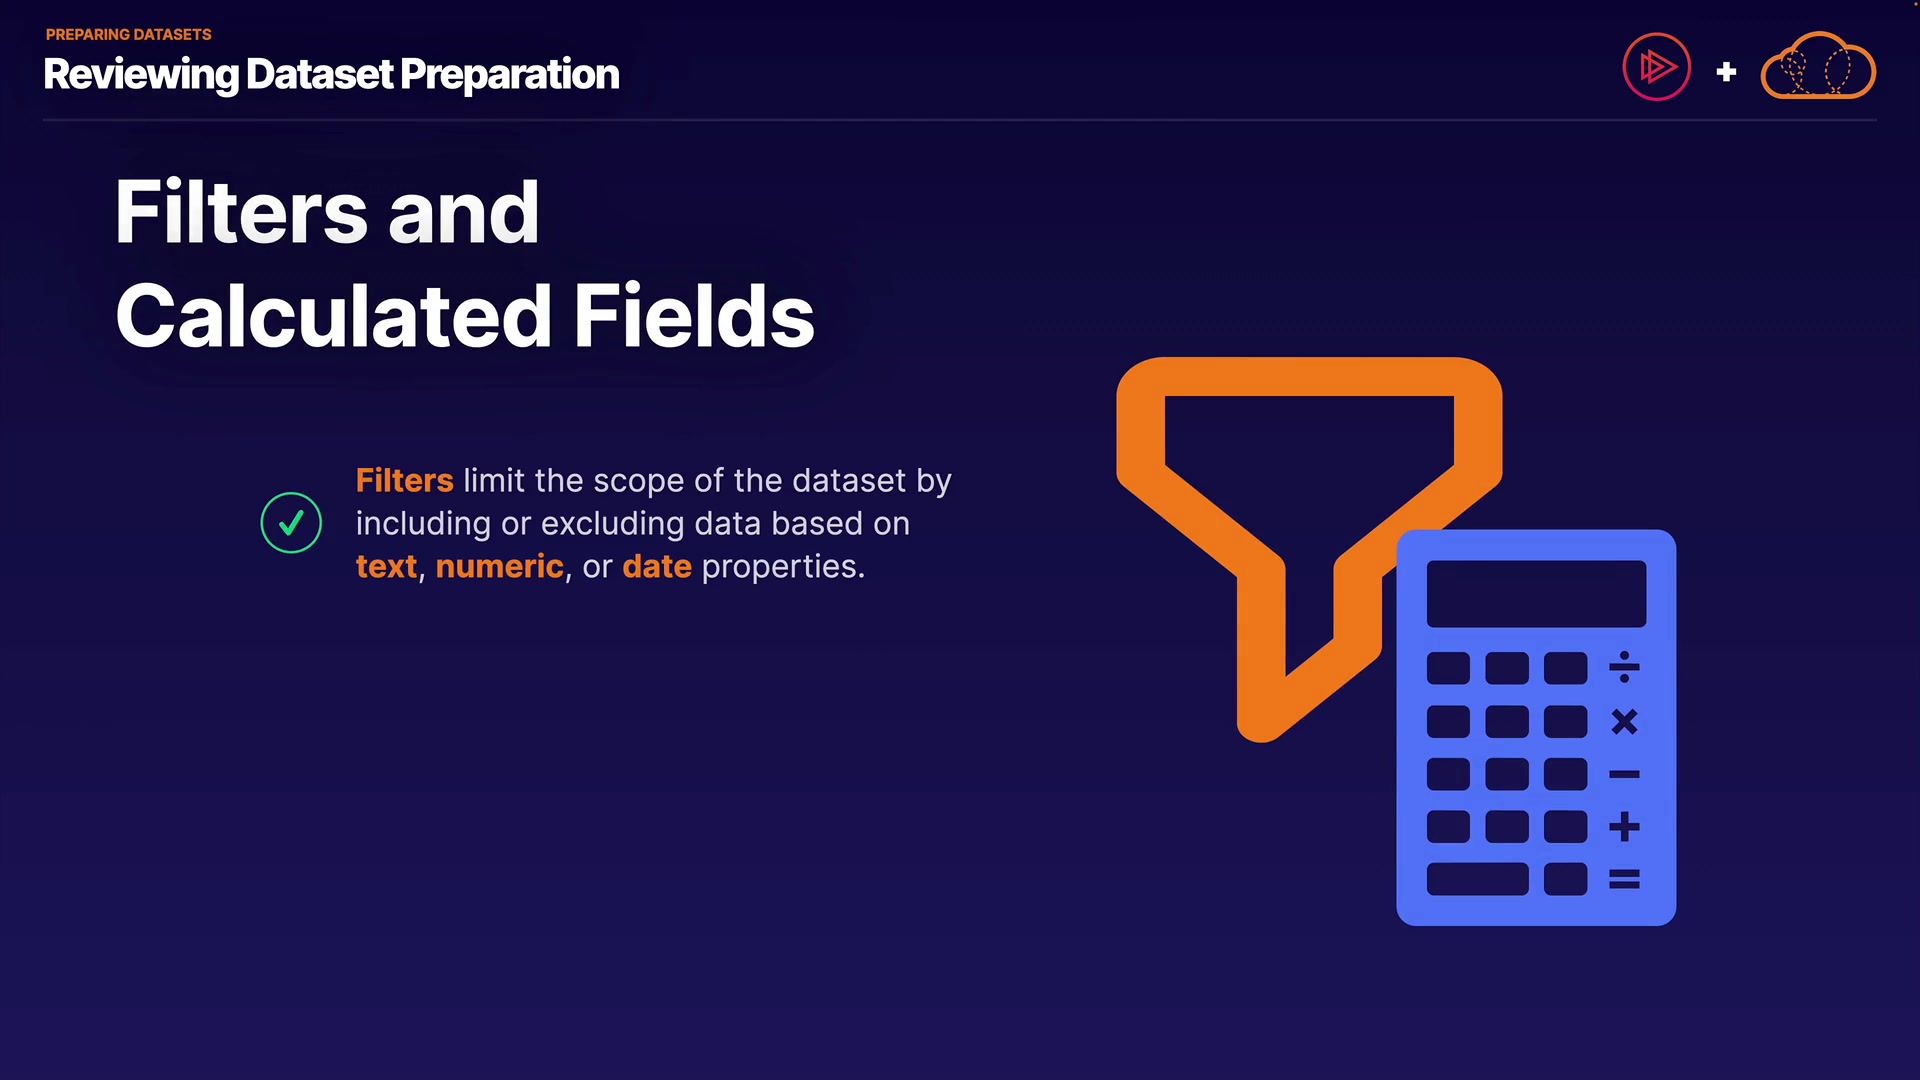 PREPARING DATASETS
Reviewing Dataset Preparation
Filters and
Calculated Fields
Filters limit the scope of the dataset by
including or excluding data based on
text, numeric, or date properties.